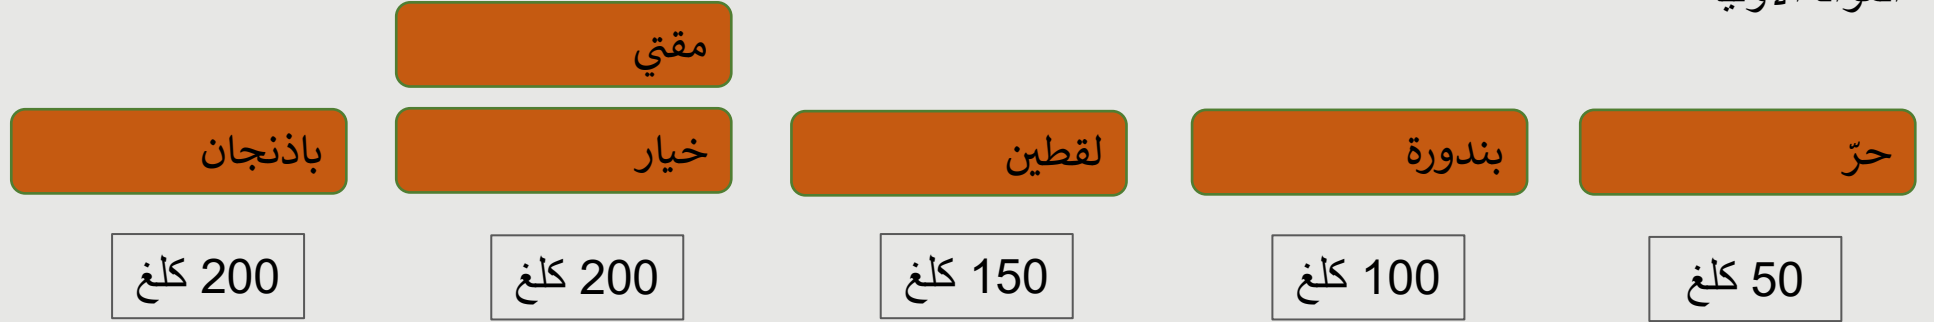 مقتي
حرّ
بندورة
لقطين
خيار
باذنجان
50 كلغ
100 كلغ
150 كلغ
200 كلغ
200 كلغ